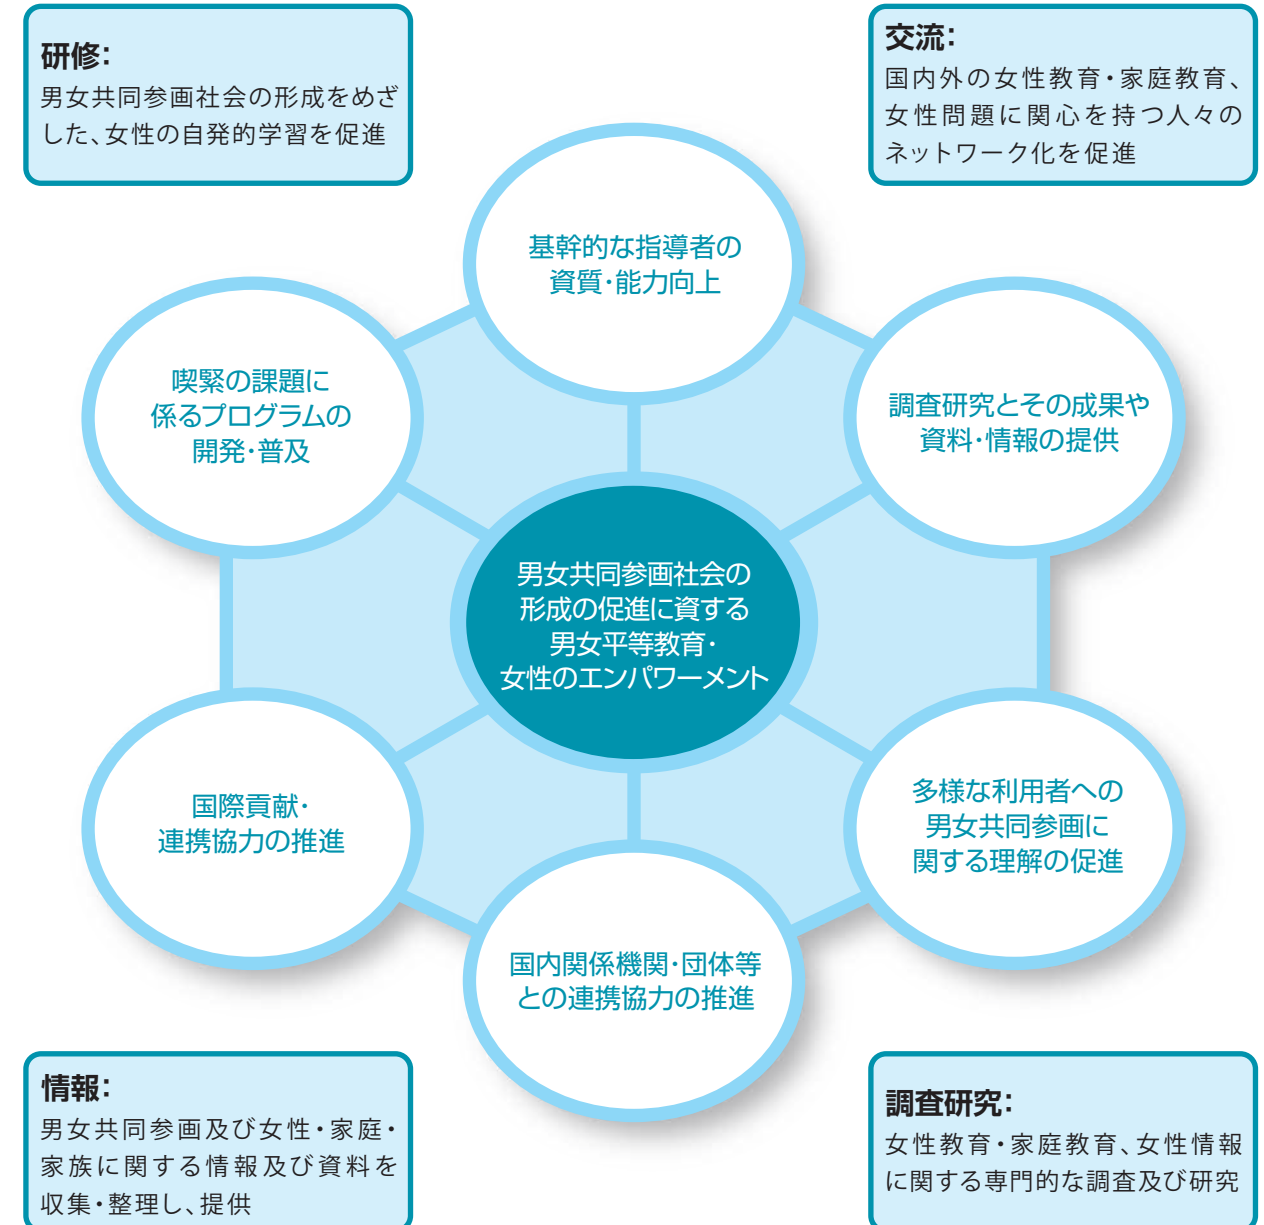 研修：
男女共同参画社会の形成をめざ
した、女性の自発的学習を促進
交流：
国内外の女性教育・家庭教育、
女性問題に関心を持つ人々の
ネットワーク化を促進
基幹的な指導者の
資質・能力向上
喫緊の課題に
係るプログラムの
開発・普及
調査研究とその成果や
資料・情報の提供
男女共同参画社会の
形成の促進に資する
男女平等教育・
女性のエンパワーメント
国際貢献・
連携協力の推進
多様な利用者への
男女共同参画に
関する理解の促進
国内関係機関・団体等
との連携協力の推進
情報：
男女共同参画及び女性・家庭・
家族に関する情報及び資料を
収集・整理し、提供
調査研究：
女性教育・家庭教育、女性情報
に関する専門的な調査及び研究